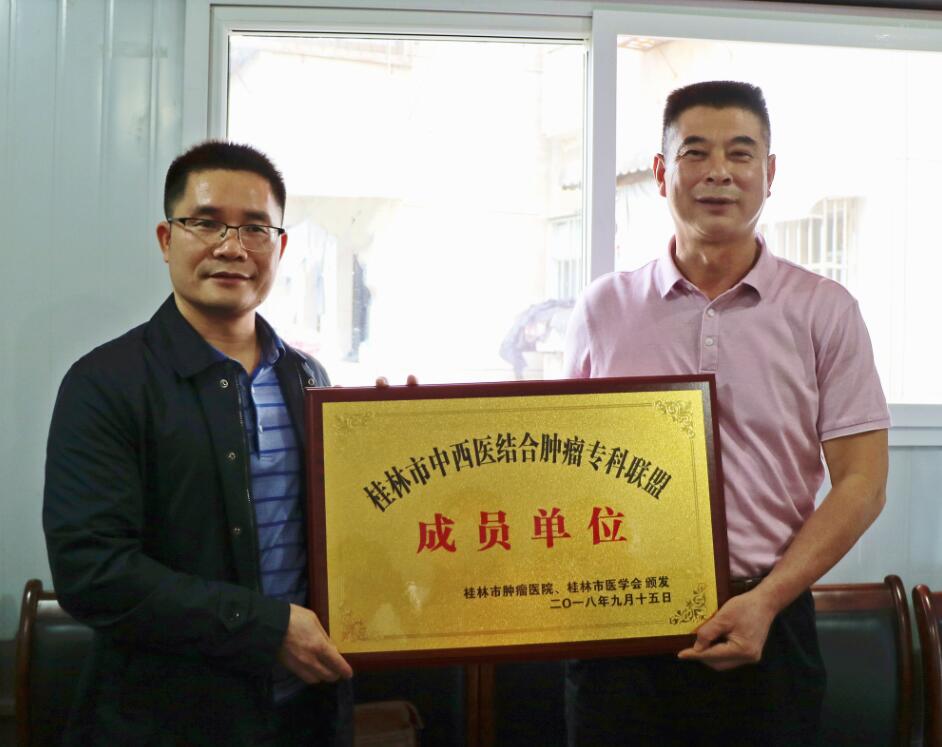 桂林市中西医结合肿瘤专科联盟
成员单位
桂林市肿瘤医院、桂林市医学会 颁发
二〇一八年九月十五日